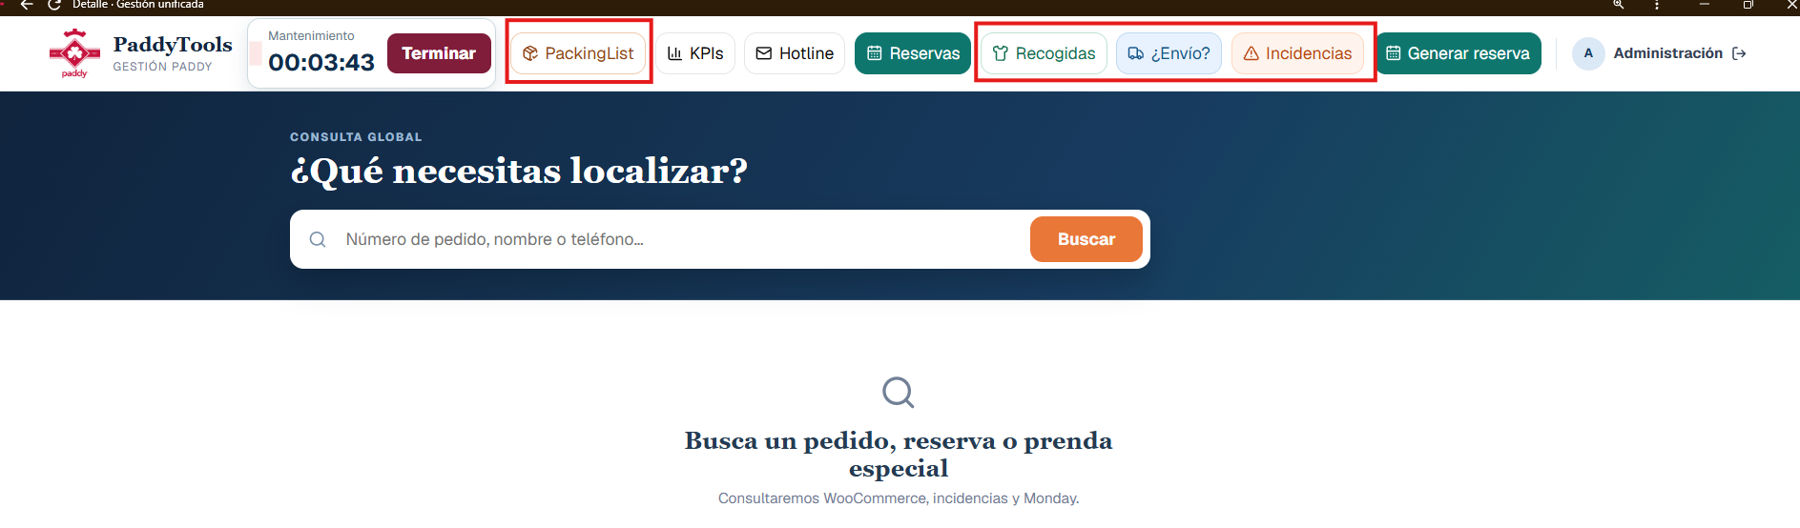 Detalle · Gestión unificada
paddy
PaddyTools
GESTIÓN PADDY
Mantenimiento
00:03:43
Terminar
PackingList
KPIs
Hotline
Reservas
Recogidas
¿Envío?
Incidencias
Generar reserva
A
Administración
CONSULTA GLOBAL
¿Qué necesitas localizar?
Número de pedido, nombre o teléfono...
Buscar
Busca un pedido, reserva o prenda
especial
Consultaremos WooCommerce, incidencias y Monday.